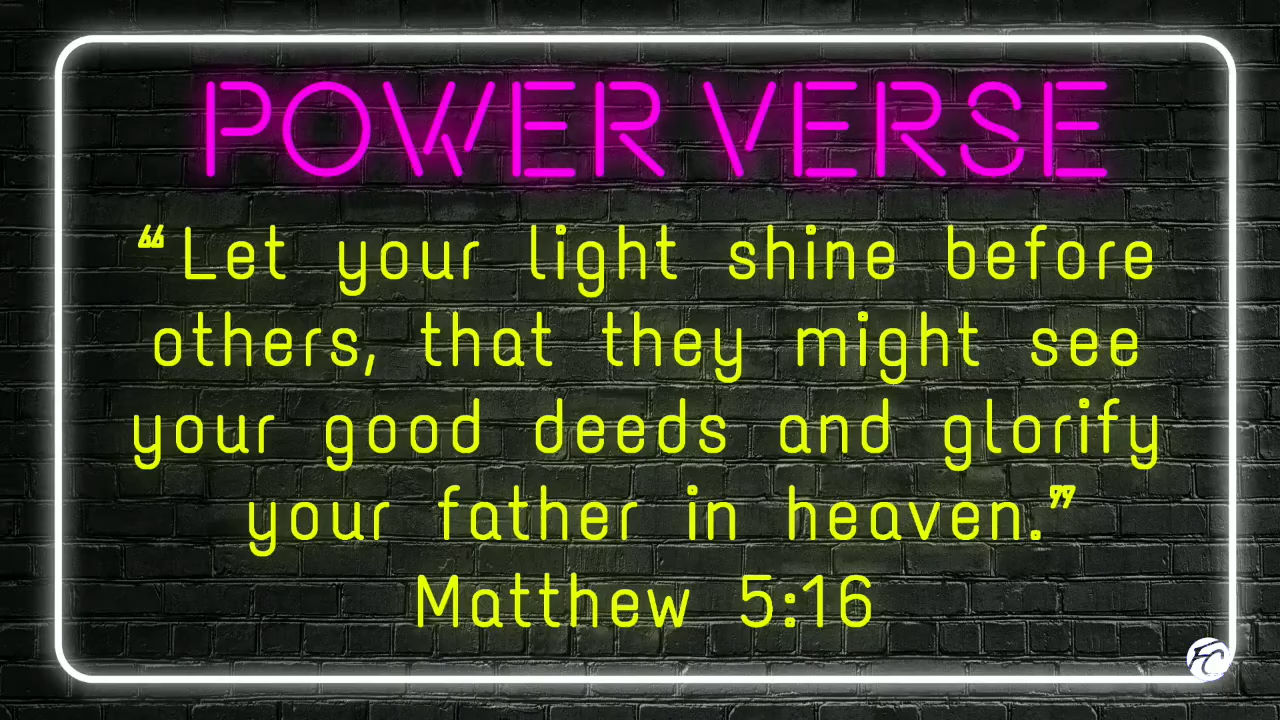 POWER VERSE
“Let your light shine before
others, that they might see
your good deeds and glorify
your father in heaven.”
Matthew 5:16
FC